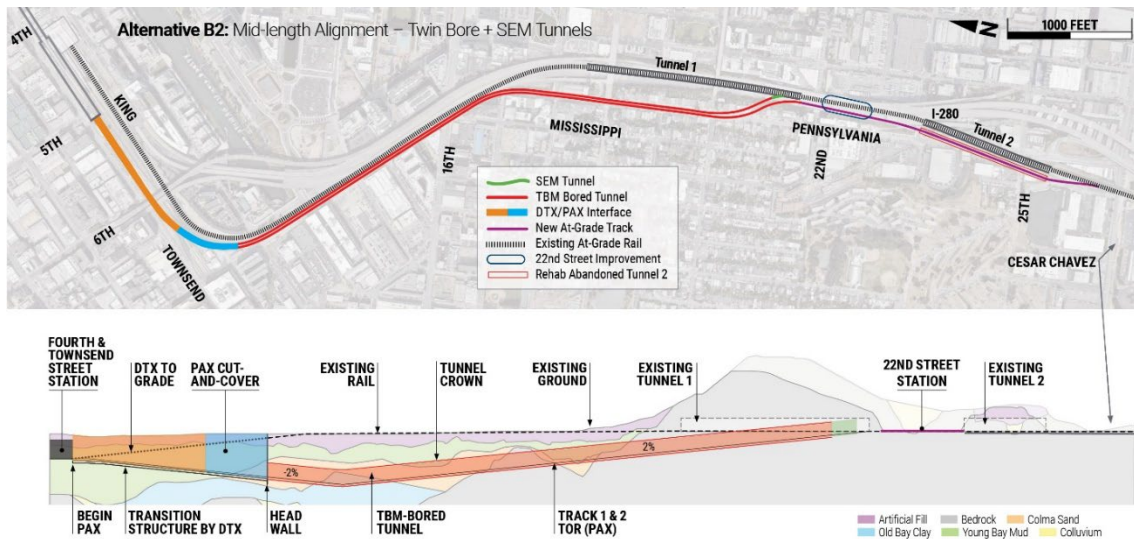 Alternative B2: Mid-length Alignment – Twin Bore + SEM Tunnels
N
1000 FEET
4TH
KING
5TH
6TH
TOWNSEND
16TH
Tunnel 1
MISSISSIPPI
PENNSYLVANIA
22ND
I-280
Tunnel 2
25TH
CESAR CHAVEZ
SEM Tunnel
TBM Bored Tunnel
DTX/PAX Interface
New At-Grade Track
Existing At-Grade Rail
22nd Street Improvement
Rehab Abandoned Tunnel 2
FOURTH &
TOWNSEND
STREET
STATION
DTX TO
GRADE
PAX CUT-
AND-COVER
EXISTING
RAIL
TUNNEL
CROWN
EXISTING
GROUND
EXISTING
TUNNEL 1
22ND STREET
STATION
EXISTING
TUNNEL 2
-2%
2%
BEGIN
PAX
TRANSITION
STRUCTURE BY DTX
HEAD
WALL
TBM-BORED
TUNNEL
TRACK 1 & 2
TOR (PAX)
Artificial Fill
Bedrock
Colma Sand
Old Bay Clay
Young Bay Mud
Colluvium